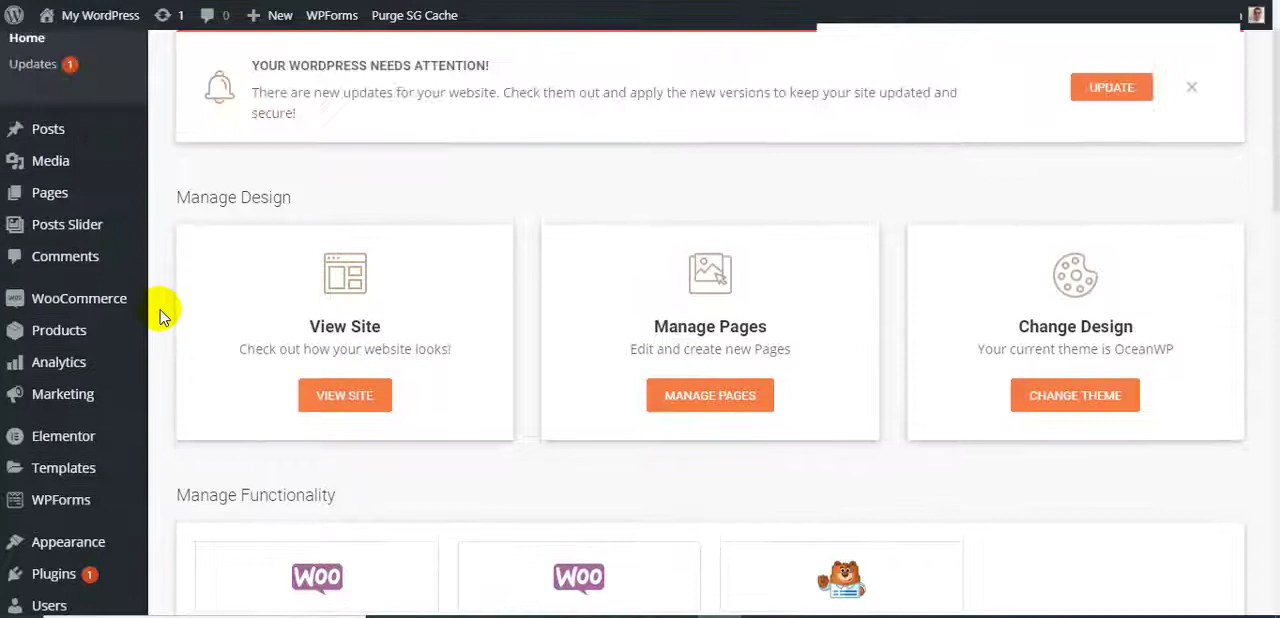 My WordPress 1 0 New WPForms Purge SG Cache
Home
Updates 1
Posts
Media
Pages
Posts Slider
Comments
WooCommerce
Products
Analytics
Marketing
Elementor
Templates
WPForms
Appearance
Plugins 1
Users
YOUR WORDPRESS NEEDS ATTENTION!
There are new updates for your website. Check them out and apply the new versions to keep your site updated and
secure!
UPDATE
Manage Design
View Site
Check out how your website looks!
VIEW SITE
Manage Pages
Edit and create new Pages
MANAGE PAGES
Change Design
Your current theme is OceanWP
CHANGE THEME
Manage Functionality
WOO
WOO